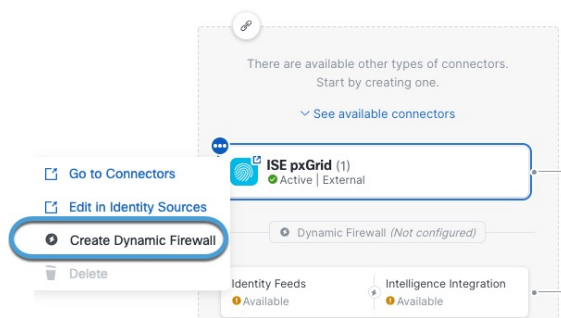 There are available other types of connectors.
Start by creating one.
See available connectors
ISE pxGrid (1)
Active | External
Go to Connectors
Edit in Identity Sources
Create Dynamic Firewall
Delete
Dynamic Firewall (Not configured)
Identity Feeds
Available
Intelligence Integration
Available